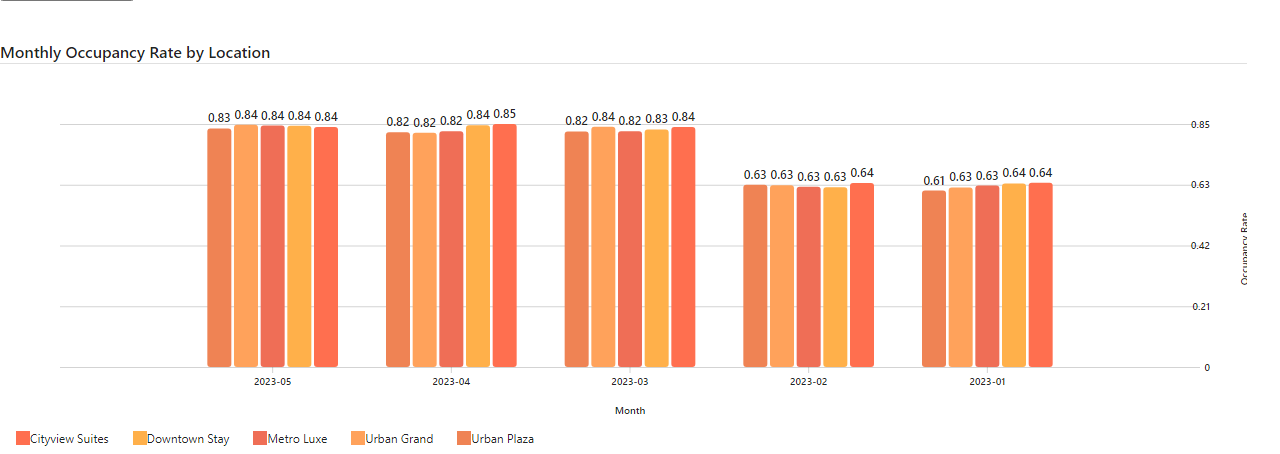 Monthly Occupancy Rate by Location
0.83 0.84 0.84 0.84 0.84
0.82 0.82 0.82 0.84 0.85
0.82 0.84 0.82 0.83 0.84
0.63 0.63 0.63 0.63 0.64
0.61 0.63 0.63 0.64 0.64
0.85
0.63
0.42
0.21
0
Occupancy Rate
2023-05 2023-04 2023-03 2023-02 2023-01
Month
Cityview Suites Downtown Stay Metro Luxe Urban Grand Urban Plaza